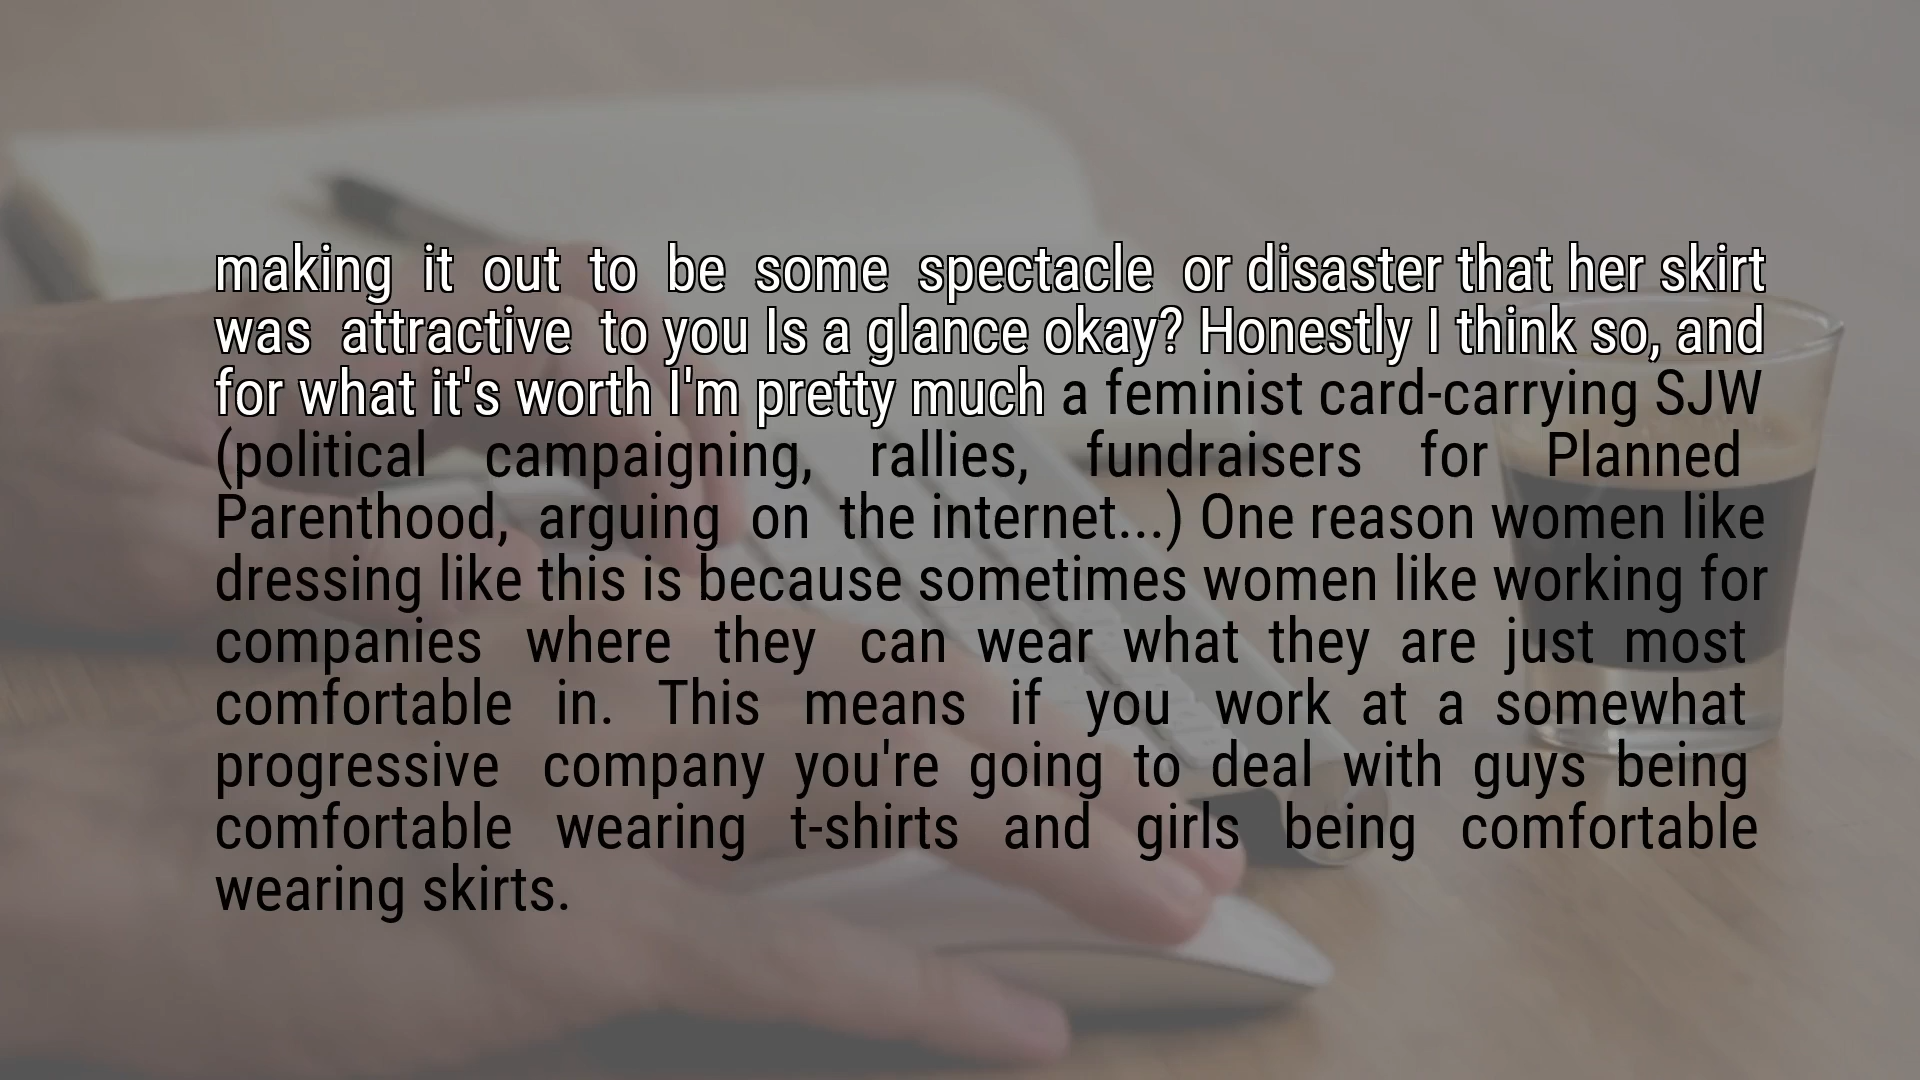 making it out to be some spectacle or disaster that her skirt
was attractive to you Is a glance okay? Honestly I think so, and
for what it's worth I'm pretty much a feminist card-carrying SJW
(political campaigning, rallies, fundraisers for Planned
Parenthood, arguing on the internet...) One reason women like
dressing like this is because sometimes women like working for
companies where they can wear what they are just most
comfortable in. This means if you work at a somewhat
progressive company you're going to deal with guys being
comfortable wearing t-shirts and girls being comfortable
wearing skirts.